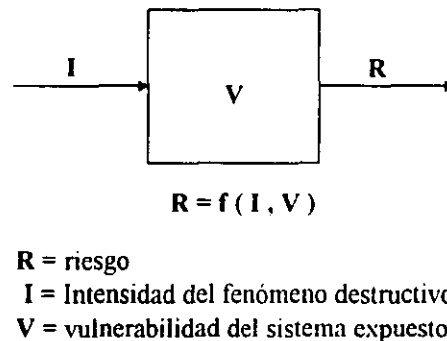 I R
V
R = f ( I , V )
R = riesgo
I = Intensidad del fenómeno destructivo
V = vulnerabilidad del sistema expuesto